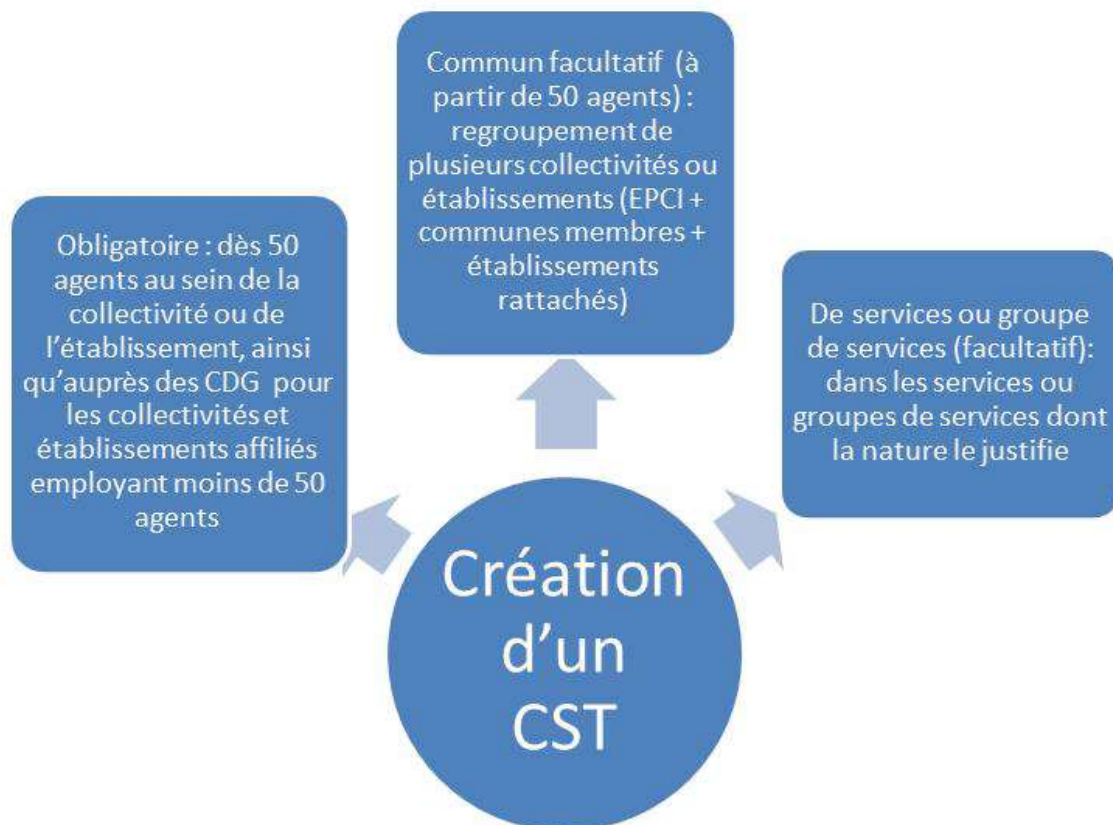 Commun facultatif (à
partir de 50 agents) :
regroupement de
plusieurs collectivités ou
établissements (EPCI +
communes membres +
établissements
rattachés)
Obligatoire : dès 50
agents au sein de la
collectivité ou de
l'établissement, ainsi
qu'auprès des CDG pour
les collectivités et
établissements affiliés
employant moins de 50
agents
De services ou groupe
de services (facultatif):
dans les services ou
groupes de services dont
la nature le justifie
Création
d'un
CST